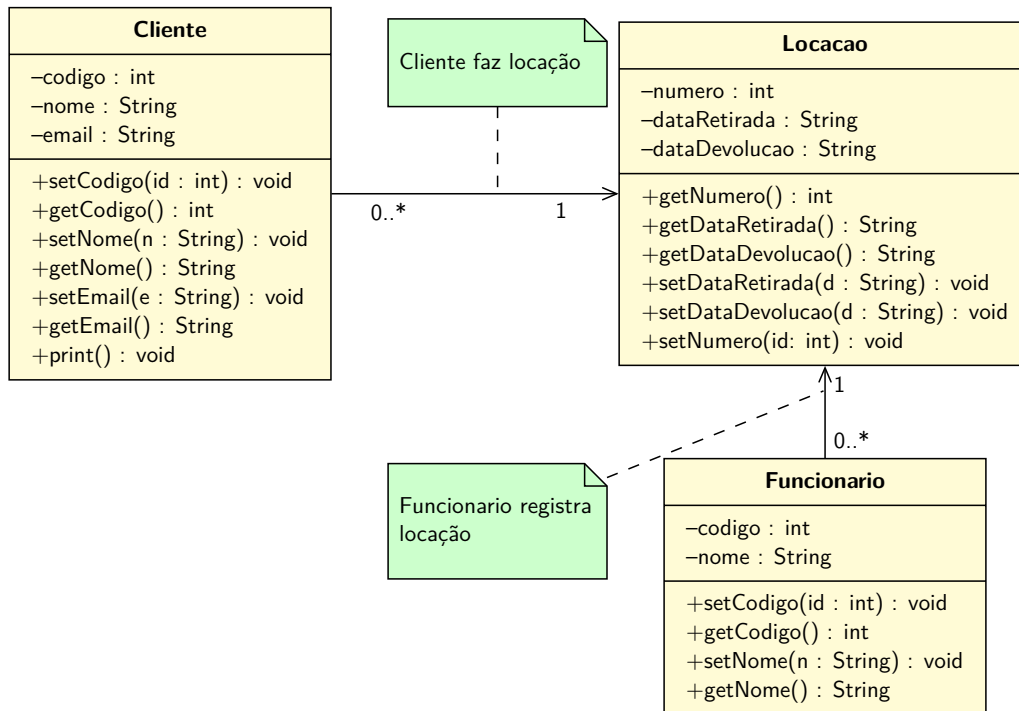 Cliente
–codigo : int
–nome : String
–email : String
+setCodigo(id : int) : void
+getCodigo() : int
+setNome(n : String) : void
+getNome() : String
+setEmail(e : String) : void
+getEmail() : String
+print() : void
Cliente faz locação
0..*
1
Locacao
–numero : int
–dataRetirada : String
–dataDevolucao : String
+getNumero() : int
+getDataRetirada() : String
+getDataDevolucao() : String
+setDataRetirada(d : String) : void
+setDataDevolucao(d : String) : void
+setNumero(id: int) : void
1
0..*
Funcionario registra
locação
Funcionário
–codigo : int
–nome : String
+setCodigo(id : int) : void
+getCodigo() : int
+setNome(n : String) : void
+getNome() : String